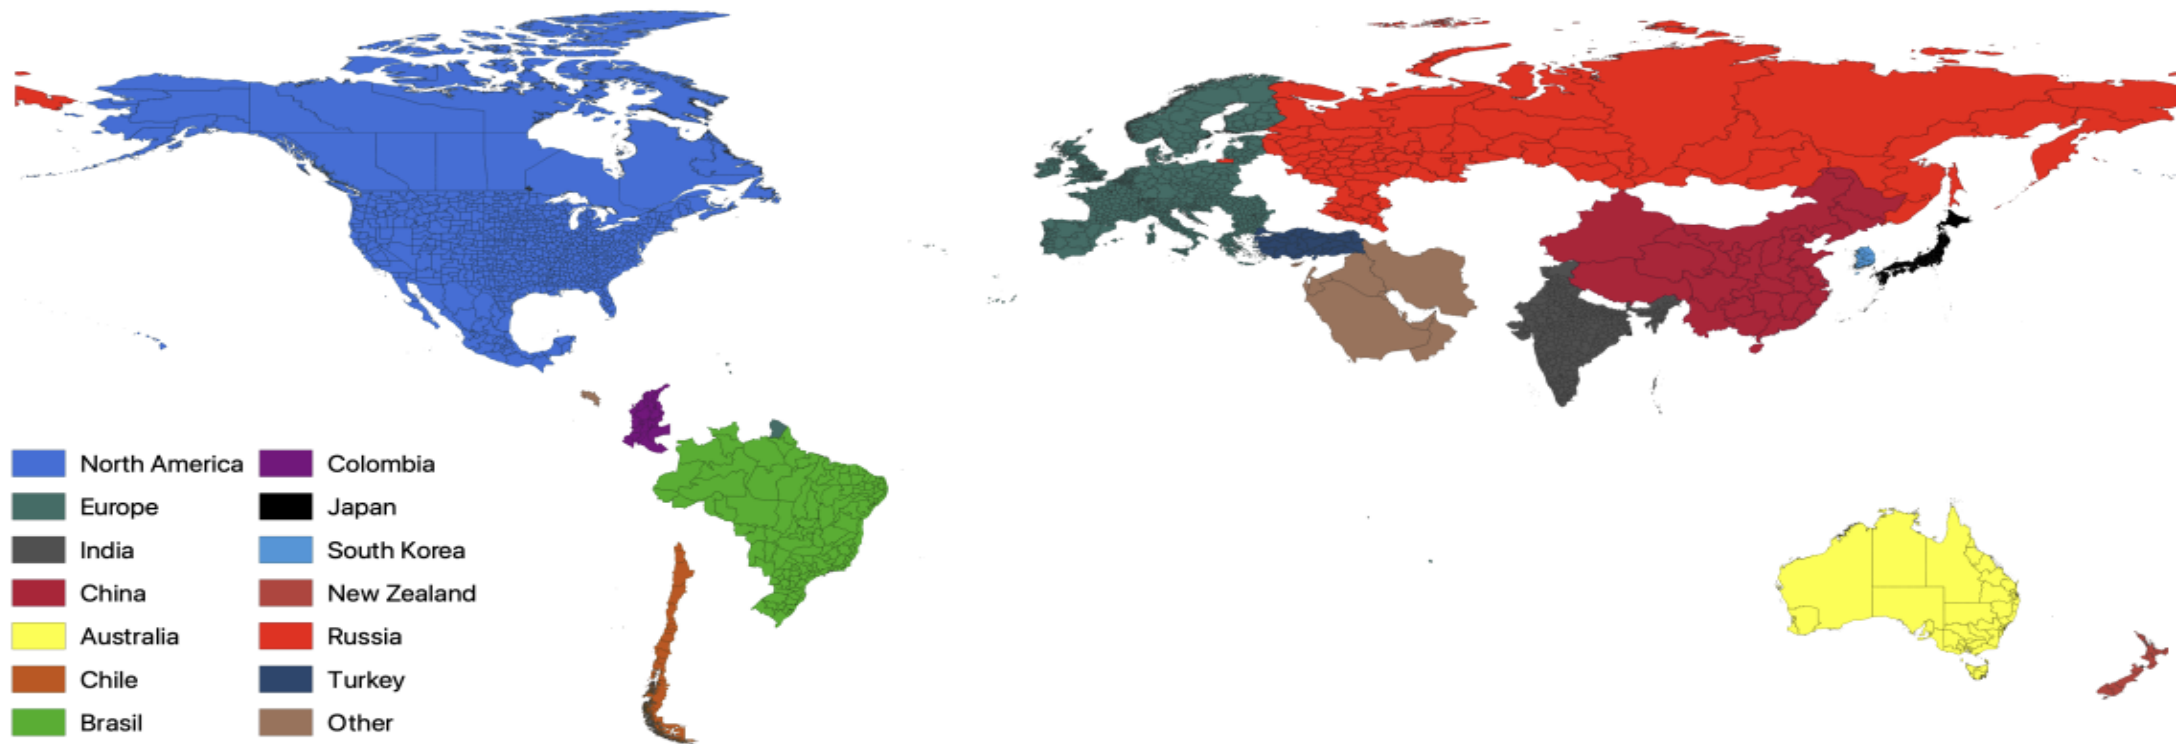 North America
Europe
India
China
Australia
Chile
Brasil
Colombia
Japan
South Korea
New Zealand
Russia
Turkey
Other